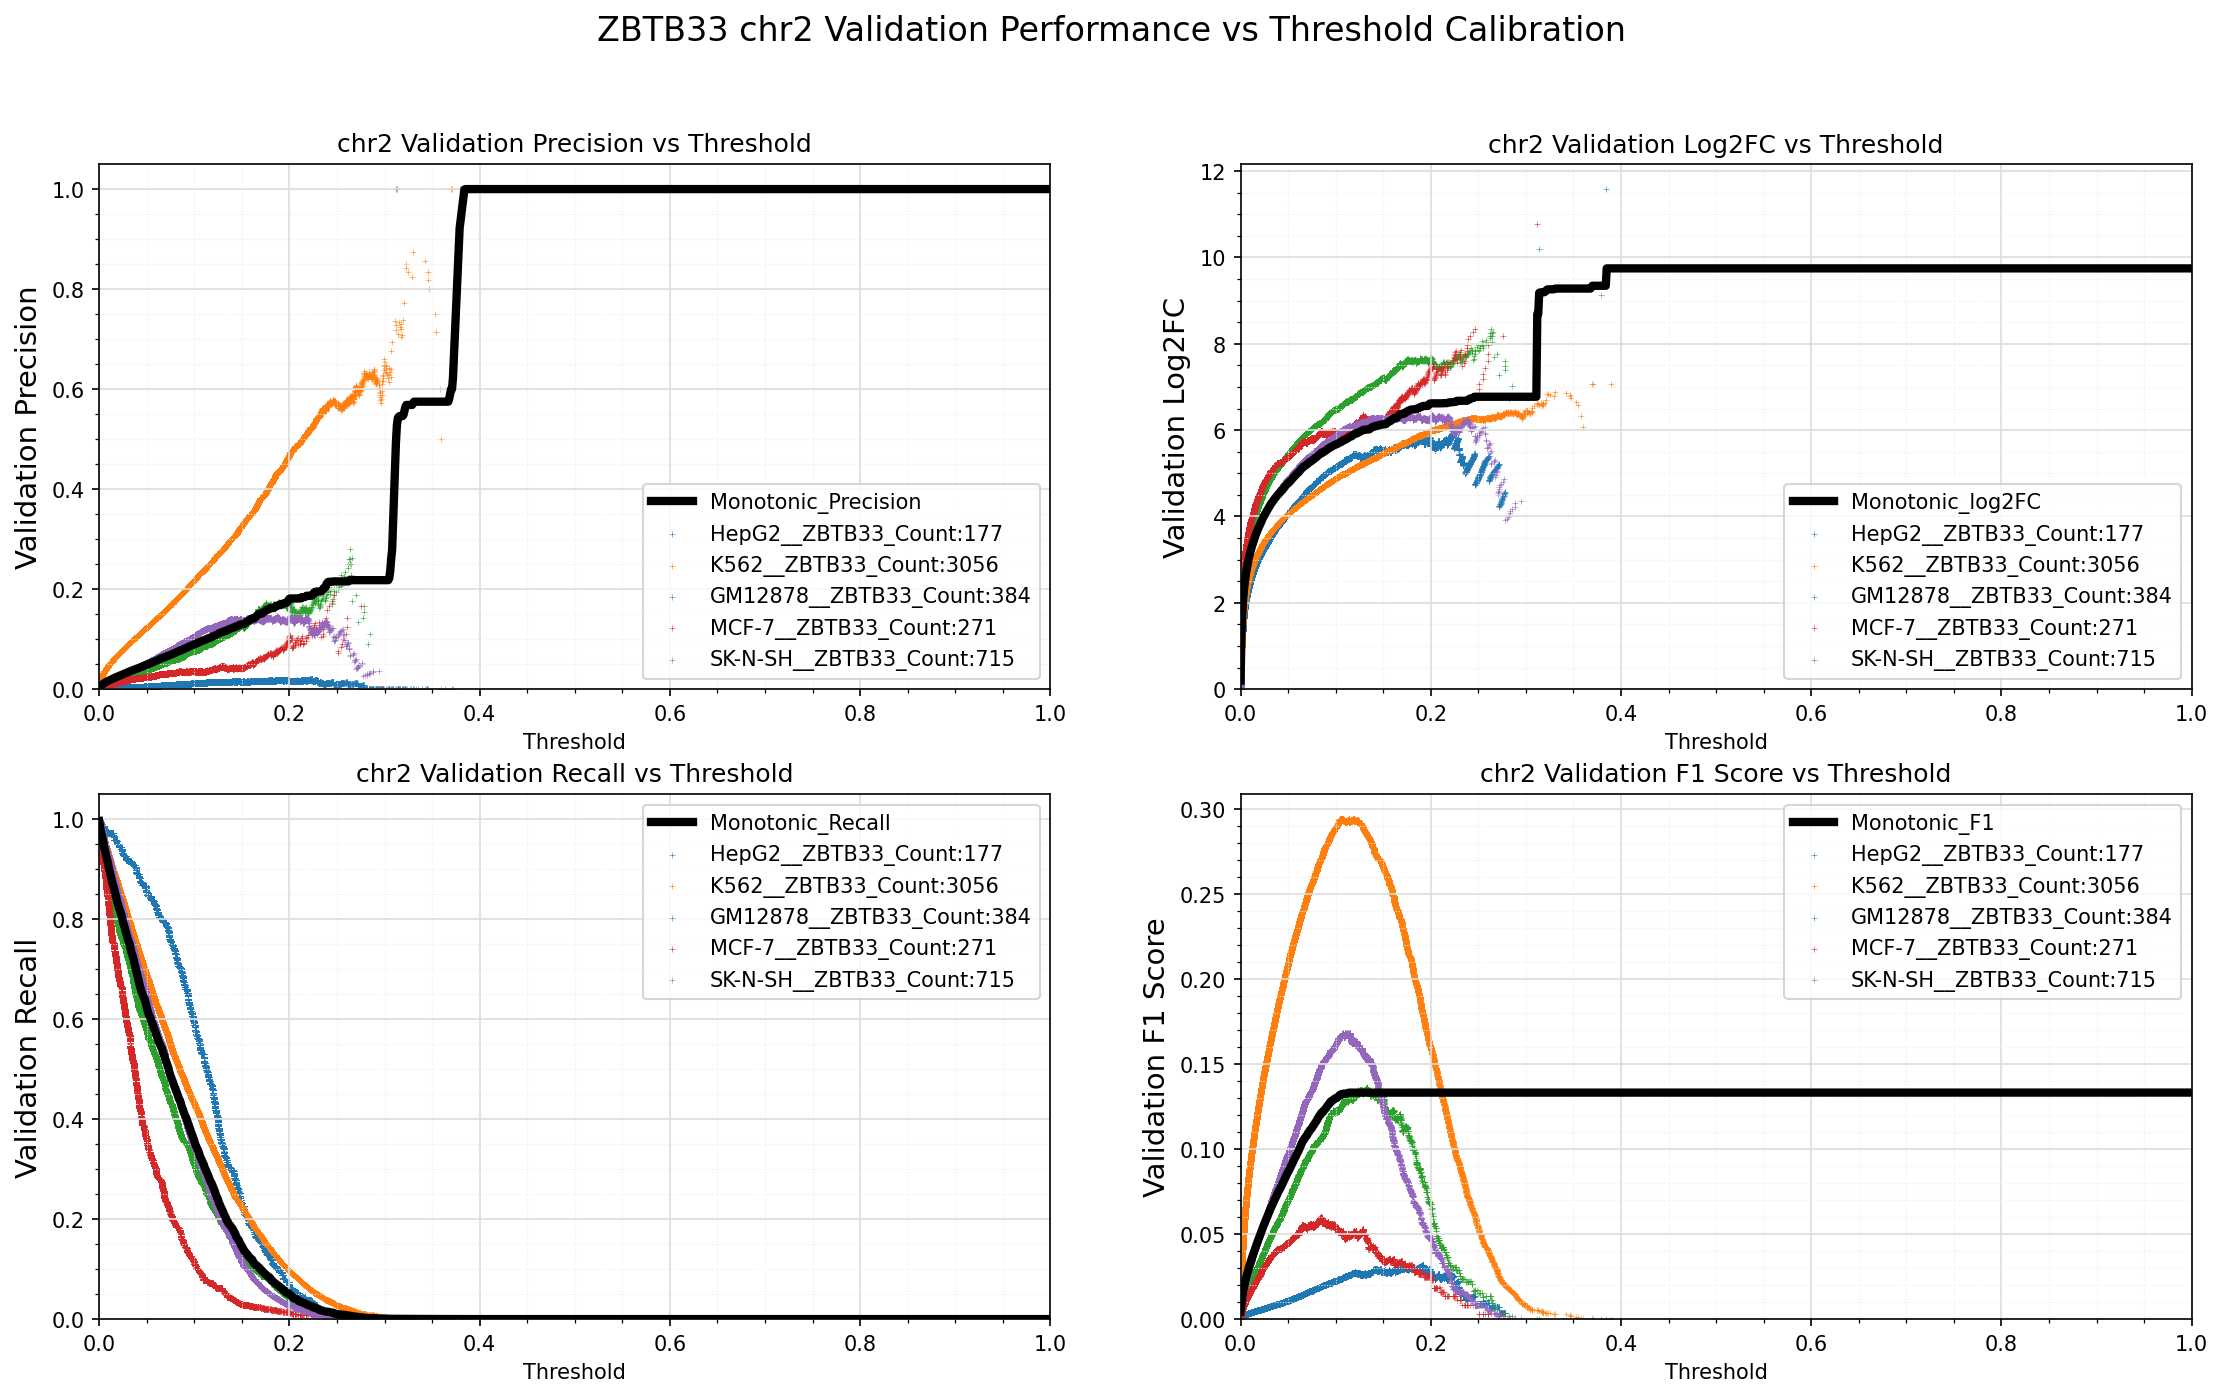 ZBTB33 chr2 Validation Performance vs Threshold Calibration
chr2 Validation Precision vs Threshold
Validation Precision
1.0
0.8
0.6
0.4
0.2
0.0
0.0 0.2 0.4 0.6 0.8 1.0
Threshold
Monotonic_Precision
HepG2__ZBTB33_Count:177
K562__ZBTB33_Count:3056
GM12878__ZBTB33_Count:384
MCF-7__ZBTB33_Count:271
SK-N-SH__ZBTB33_Count:715
chr2 Validation Log2FC vs Threshold
Validation Log2FC
12
10
8
6
4
2
0
0.0 0.2 0.4 0.6 0.8 1.0
Threshold
Monotonic_log2FC
HepG2__ZBTB33_Count:177
K562__ZBTB33_Count:3056
GM12878__ZBTB33_Count:384
MCF-7__ZBTB33_Count:271
SK-N-SH__ZBTB33_Count:715
chr2 Validation Recall vs Threshold
Validation Recall
1.0
0.8
0.6
0.4
0.2
0.0
0.0 0.2 0.4 0.6 0.8 1.0
Threshold
Monotonic_Recall
HepG2__ZBTB33_Count:177
K562__ZBTB33_Count:3056
GM12878__ZBTB33_Count:384
MCF-7__ZBTB33_Count:271
SK-N-SH__ZBTB33_Count:715
chr2 Validation F1 Score vs Threshold
Validation F1 Score
0.30
0.25
0.20
0.15
0.10
0.05
0.00
0.0 0.2 0.4 0.6 0.8 1.0
Threshold
Monotonic_F1
HepG2__ZBTB33_Count:177
K562__ZBTB33_Count:3056
GM12878__ZBTB33_Count:384
MCF-7__ZBTB33_Count:271
SK-N-SH__ZBTB33_Count:715